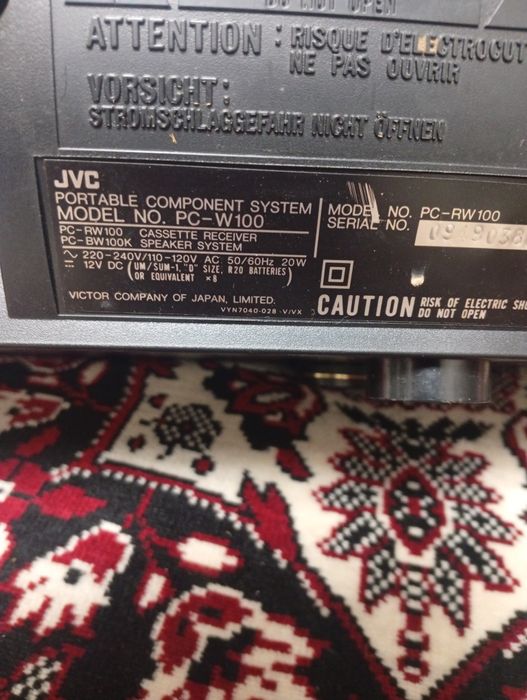 DO NOT OPEN
ATTENTION : RISQUE D'ELECTROCUT
NE PAS OUVRIR
VORSICHT :
STROMSCHLAGGEFAHR NICHT ÖFFNEN
JVC
PORTABLE COMPONENT SYSTEM
MODEL NO. PC-W100
PC-RW100 CASSETTE RECEIVER
PC-BW100K SPEAKER SYSTEM
~ 220-240V/110-120V AC 50/60Hz 20W
⎓ 12V DC (UM/SUM-1, "D" SIZE, R20 BATTERIES
OR EQUIVALENT ×8)
VICTOR COMPANY OF JAPAN, LIMITED.
VYN7040-028 V/VX
MODEL NO. PC-RW100
SERIAL NO.
CAUTION RISK OF ELECTRIC SH
DO NOT OPEN